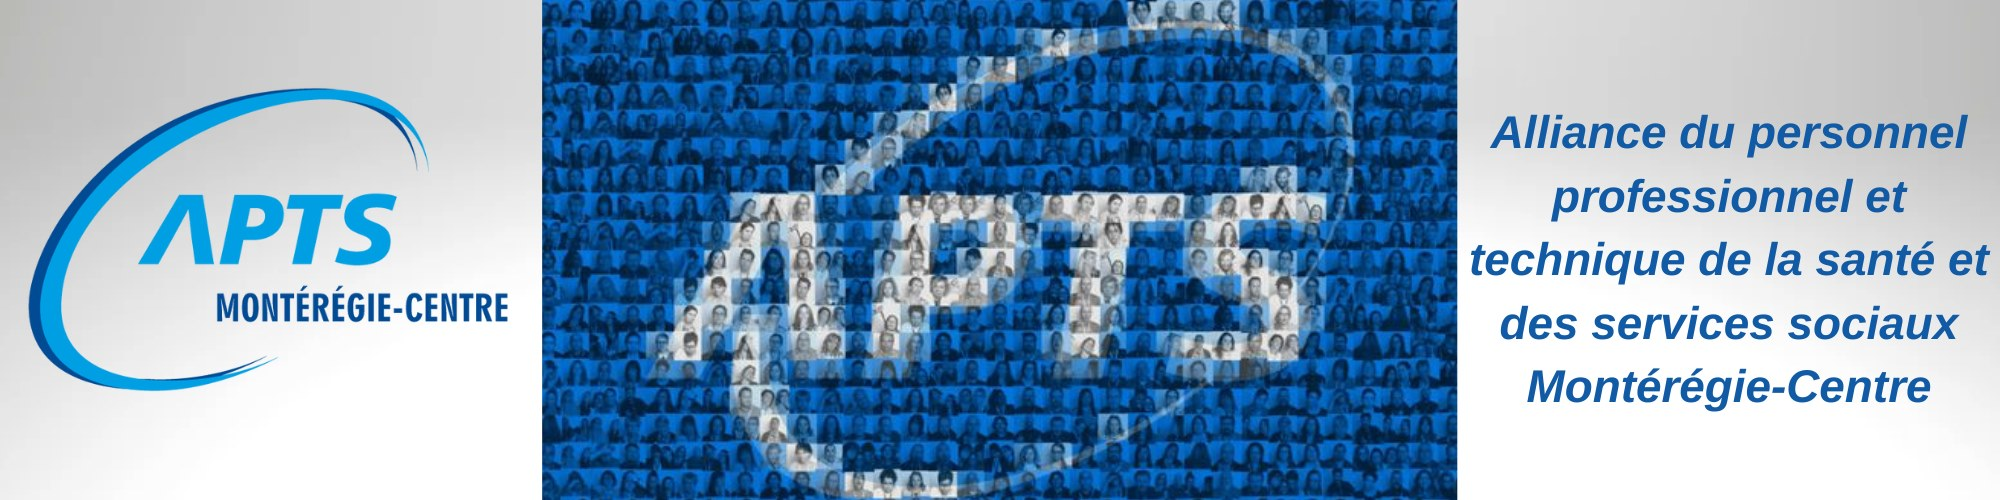 APTS
MONTÉRÉGIE-CENTRE
APTS
Alliance du personnel
professionnel et
technique de la santé et
des services sociaux
Montérégie-Centre